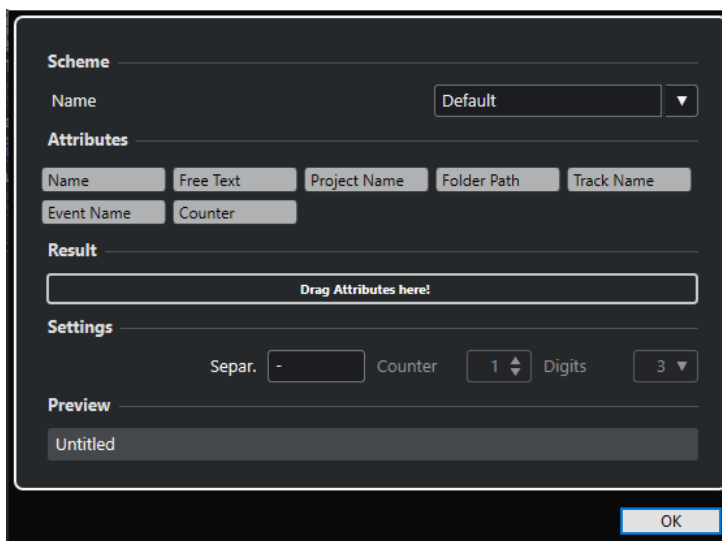 Scheme
Name Default
Attributes
Name Free Text Project Name Folder Path Track Name
Event Name Counter
Result
Drag Attributes here!
Settings
Separ. - Counter 1 Digits 3
Preview
Untitled
OK